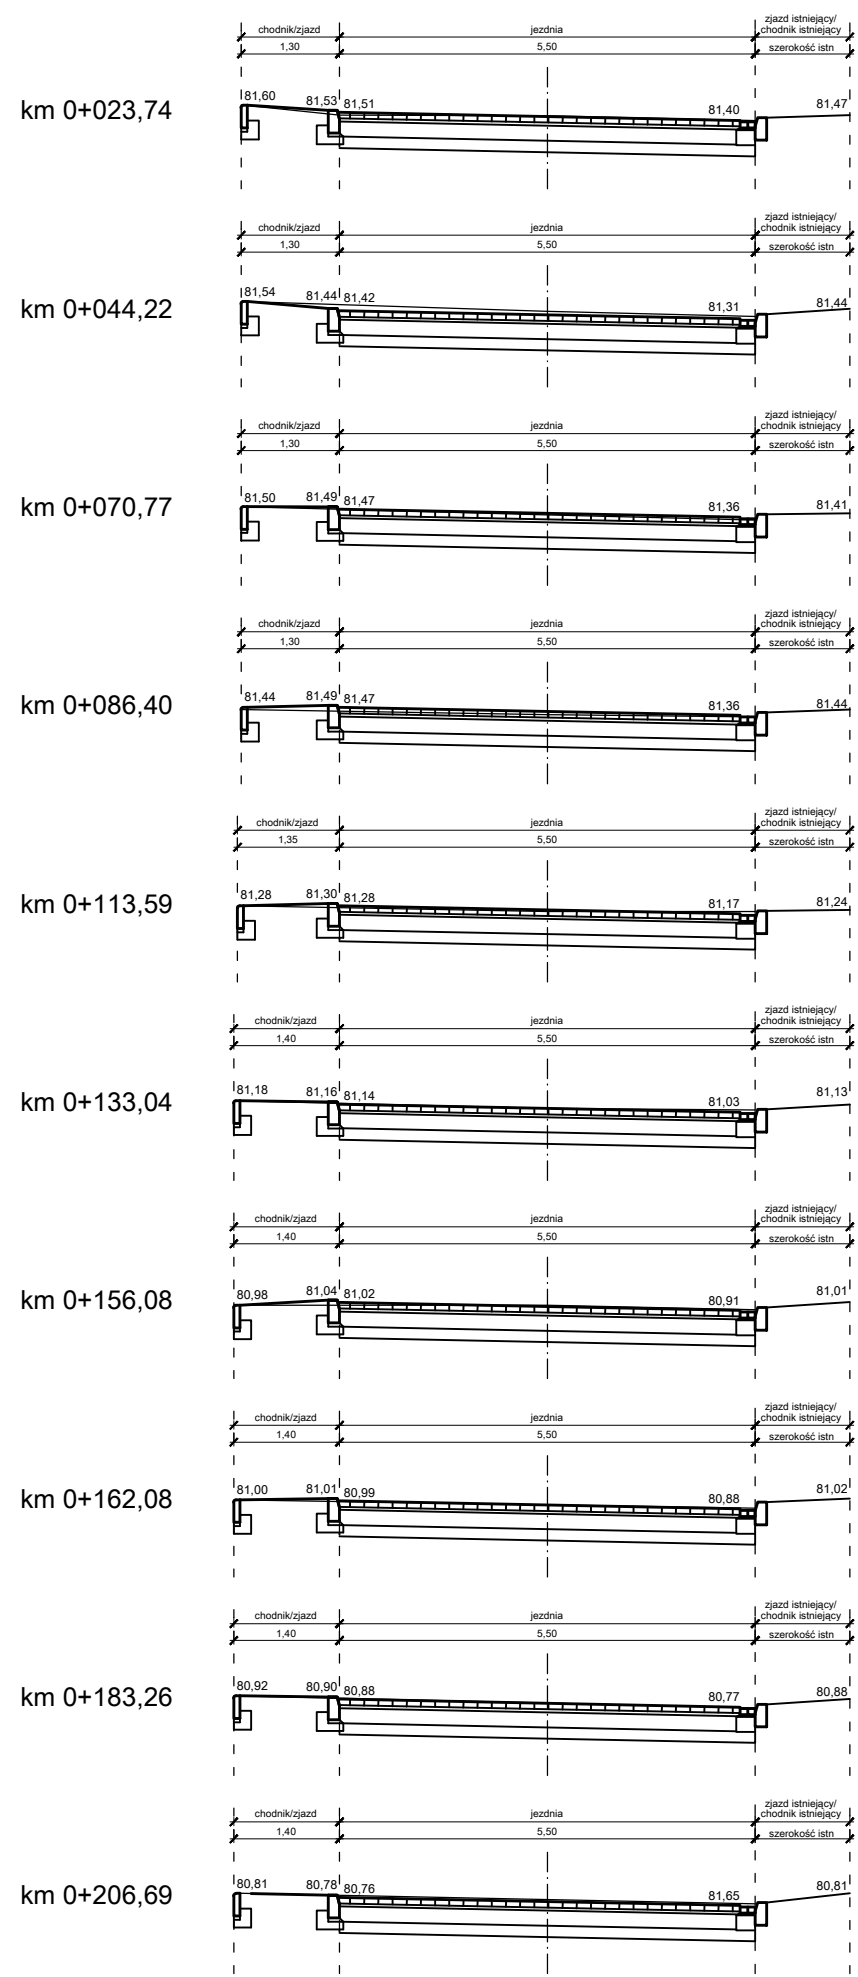 zjazd istniejący/
chodnik/zjazd jezdnia chodnik istniejący
1,30 5,50 szerokość istn
km 0+023,74 81,60 81,53 81,51 81,40 81,47
zjazd istniejący/
chodnik/zjazd jezdnia chodnik istniejący
1,30 5,50 szerokość istn
km 0+044,22 81,54 81,44 81,42 81,31 81,44
zjazd istniejący/
chodnik/zjazd jezdnia chodnik istniejący
1,30 5,50 szerokość istn
km 0+070,77 81,50 81,49 81,47 81,36 81,41
zjazd istniejący/
chodnik/zjazd jezdnia chodnik istniejący
1,30 5,50 szerokość istn
km 0+086,40 81,44 81,49 81,47 81,36 81,44
zjazd istniejący/
chodnik/zjazd jezdnia chodnik istniejący
1,35 5,50 szerokość istn
km 0+113,59 81,28 81,30 81,28 81,17 81,24
zjazd istniejący/
chodnik/zjazd jezdnia chodnik istniejący
1,40 5,50 szerokość istn
km 0+133,04 81,18 81,16 81,14 81,03 81,13
zjazd istniejący/
chodnik/zjazd jezdnia chodnik istniejący
1,40 5,50 szerokość istn
km 0+156,08 80,98 81,04 81,02 80,91 81,01
zjazd istniejący/
chodnik/zjazd jezdnia chodnik istniejący
1,40 5,50 szerokość istn
km 0+162,08 81,00 81,01 80,99 80,88 81,02
zjazd istniejący/
chodnik/zjazd jezdnia chodnik istniejący
1,40 5,50 szerokość istn
km 0+183,26 80,92 80,90 80,88 80,77 80,88
zjazd istniejący/
chodnik/zjazd jezdnia chodnik istniejący
1,40 5,50 szerokość istn
km 0+206,69 80,81 80,78 80,76 81,65 80,81